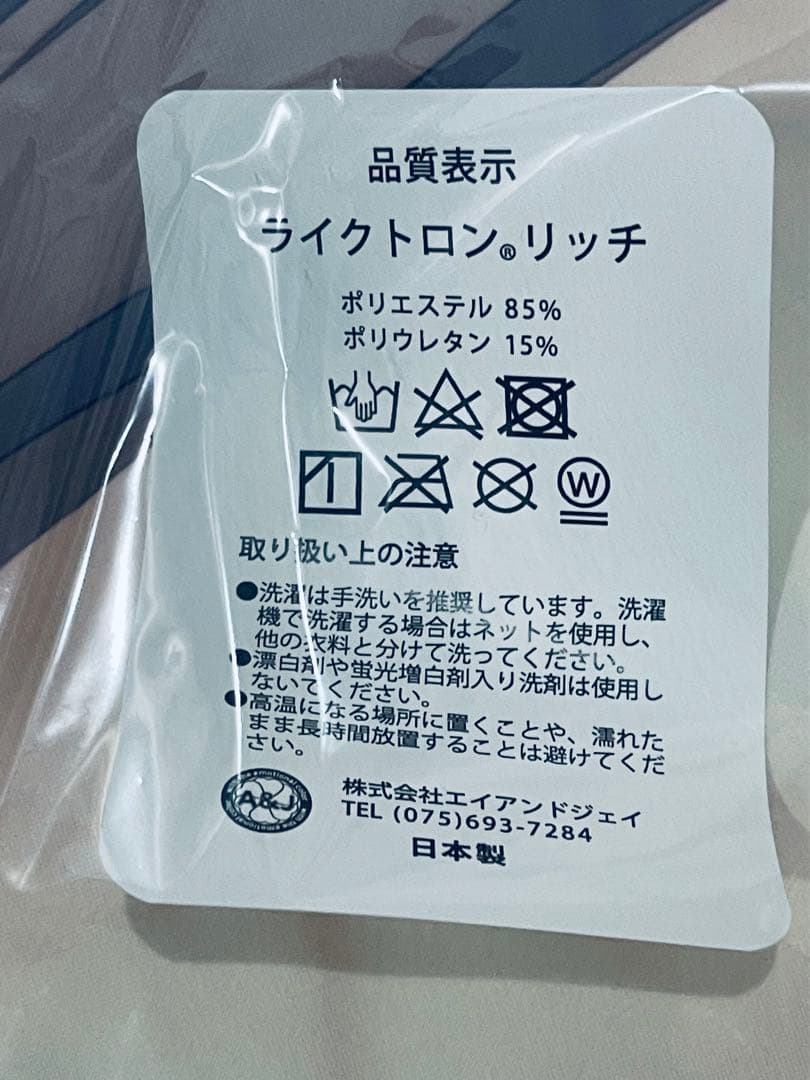 品質表示
ライクトロン®リッチ
ポリエステル 85%
ポリウレタン 15%
W
取り扱い上の注意
●洗濯は手洗いを推奨しています。洗濯
機で洗濯する場合はネットを使用し、
他の衣料と分けて洗ってください。
●漂白剤や蛍光増白剤入り洗剤は使用し
ないでください。
●高温になる場所に置くことや、濡れた
まま長時間放置することは避けてくだ
さい。
A&J
株式会社エイアンドジェイ
TEL (075)693-7284
日本製